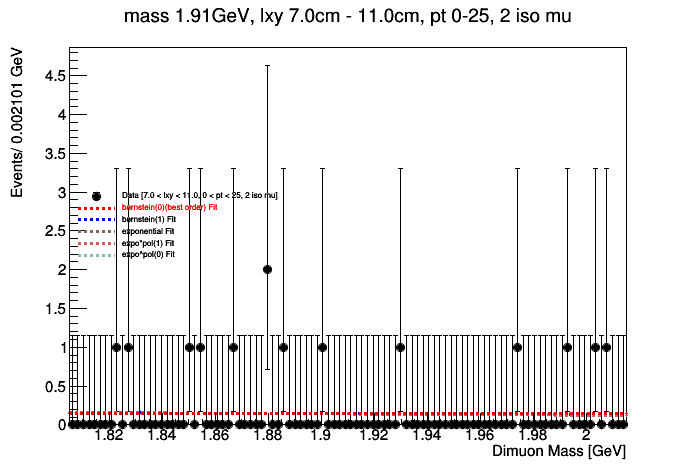 mass 1.91GeV, lxy 7.0cm - 11.0cm, pt 0-25, 2 iso mu
Events/ 0.002101 GeV
4.5
4
3.5
3
2.5
2
1.5
1
0.5
0
Data [7.0 < lxy < 11.0, 0 < pt < 25, 2 iso mu]
bernstein(0)(best order) Fit
bernstein(1) Fit
exponential Fit
expo*pol(1) Fit
expo^pol(0) Fit
1.82 1.84 1.86 1.88 1.9 1.92 1.94 1.96 1.98 2
Dimuon Mass [GeV]